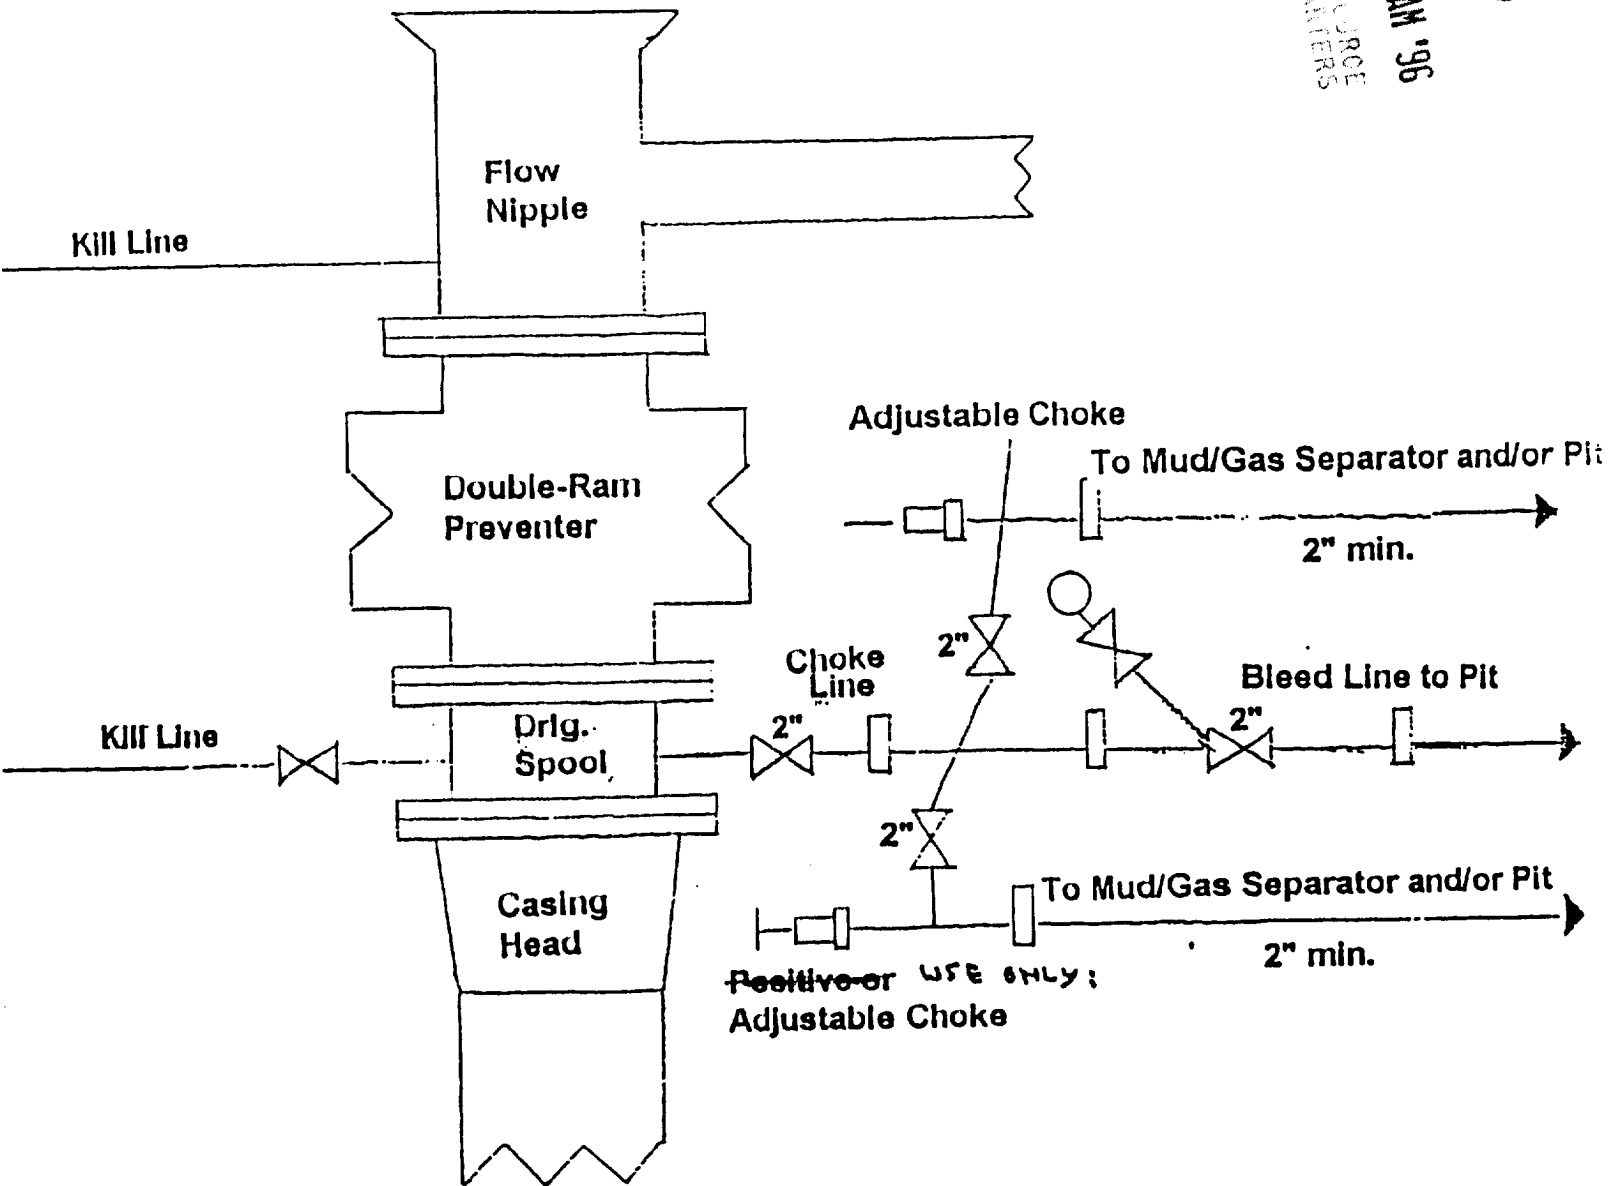 AM '96
Flow
Nipple
Kill Line
Adjustable Choke
To Mud/Gas Separator and/or Pit
2" min.
Double-Ram
Preventer
2"
Choke
Line
Bleed Line to Pit
Kill Line
Drlg.
Spool
2"
2"
2"
To Mud/Gas Separator and/or Pit
2" min.
Casing
Head
Positive or USE ONLY:
Adjustable Choke